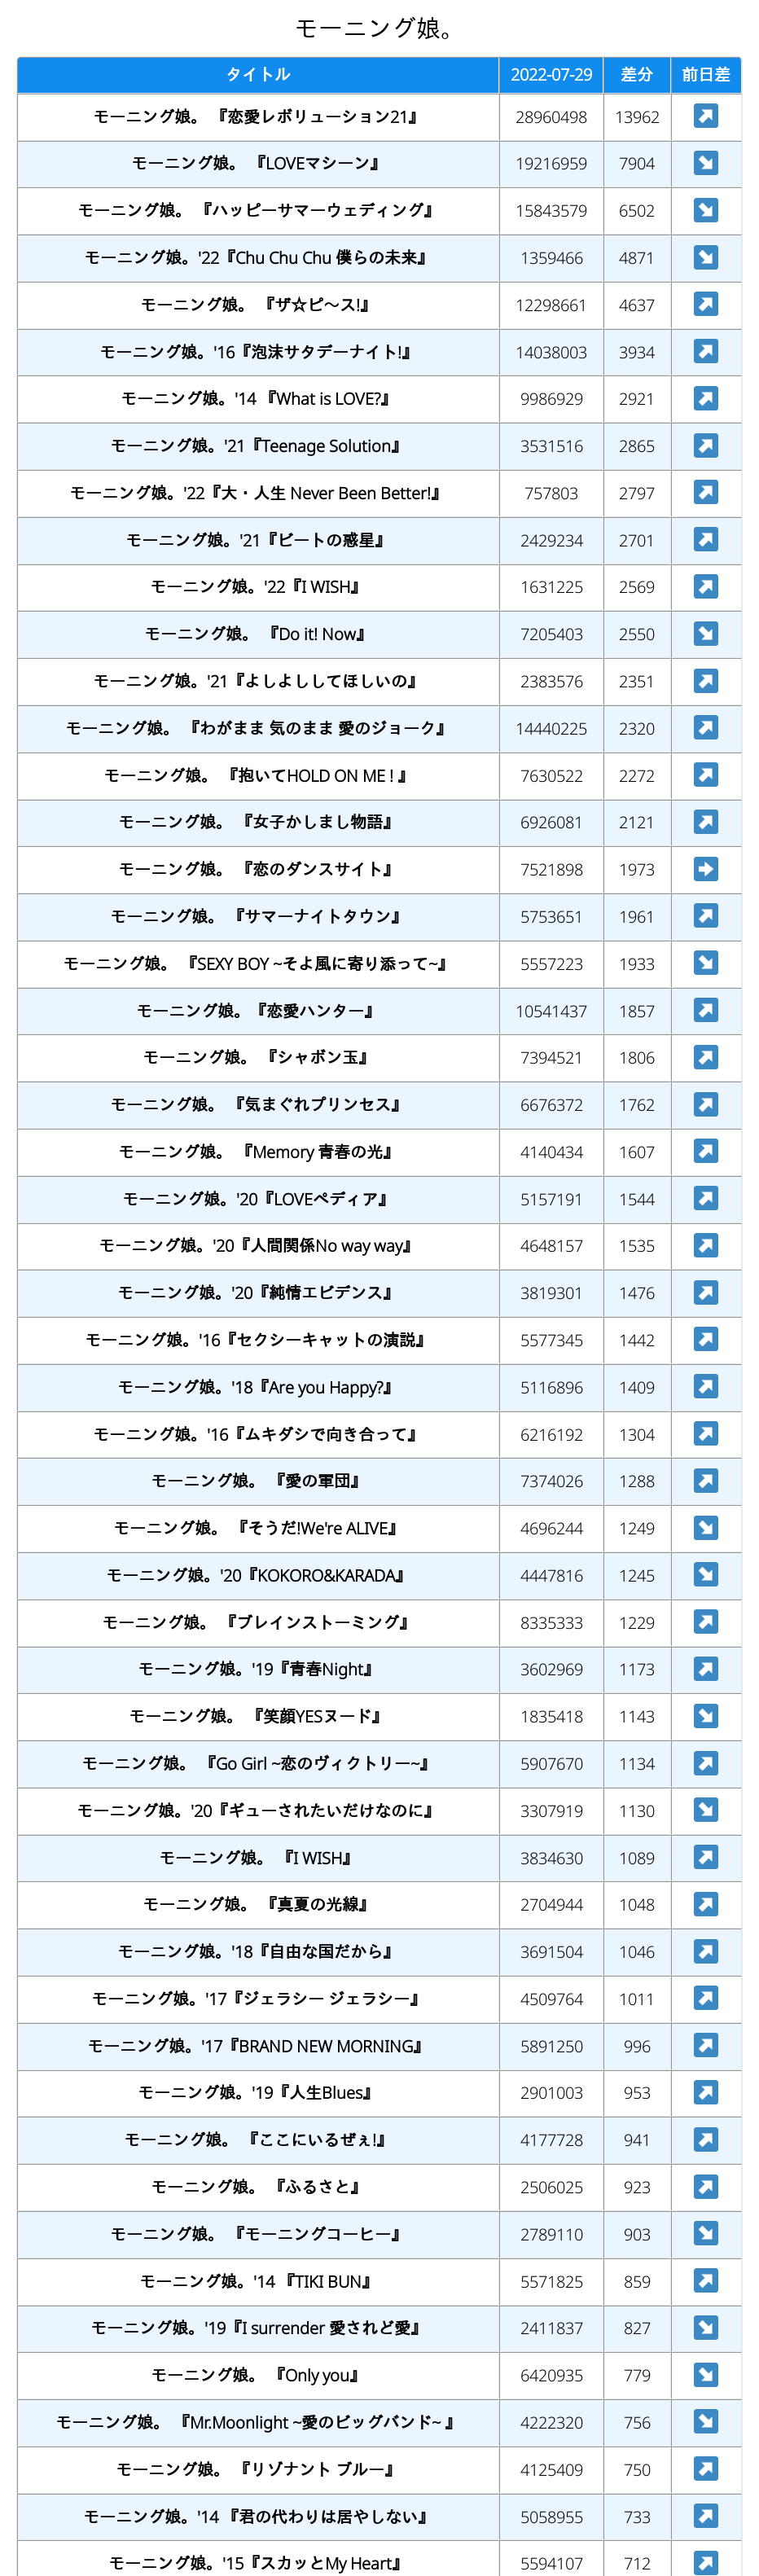 モーニング娘。
タイトル 2022-07-29 差分 前日差
モーニング娘。 『恋愛レボリューション21』 28960498 13962
モーニング娘。 『LOVEマシーン』 19216959 7904
モーニング娘。 『ハッピーサマーウェディング』 15843579 6502
モーニング娘。'22『Chu Chu Chu 僕らの未来』 1359466 4871
モーニング娘。 『ザ☆ピ〜ス!』 12298661 4637
モーニング娘。'16『泡沫サタデーナイト!』 14038003 3934
モーニング娘。'14 『What is LOVE?』 9986929 2921
モーニング娘。'21『Teenage Solution』 3531516 2865
モーニング娘。'22『大・人生 Never Been Better!』 757803 2797
モーニング娘。'21『ビートの惑星』 2429234 2701
モーニング娘。'22『I WISH』 1631225 2569
モーニング娘。 『Do it! Now』 7205403 2550
モーニング娘。'21『よしよししてほしいの』 2383576 2351
モーニング娘。 『わがまま 気のまま 愛のジョーク』 14440225 2320
モーニング娘。 『抱いてHOLD ON ME ! 』 7630522 2272
モーニング娘。 『女子かしまし物語』 6926081 2121
モーニング娘。 『恋のダンスサイト』 7521898 1973
モーニング娘。 『サマーナイトタウン』 5753651 1961
モーニング娘。 『SEXY BOY ~そよ風に寄り添って~』 5557223 1933
モーニング娘。『恋愛ハンター』 10541437 1857
モーニング娘。 『シャボン玉』 7394521 1806
モーニング娘。 『気まぐれプリンセス』 6676372 1762
モーニング娘。 『Memory 青春の光』 4140434 1607
モーニング娘。'20『LOVEペディア』 5157191 1544
モーニング娘。'20『人間関係No way way』 4648157 1535
モーニング娘。'20『純情エビデンス』 3819301 1476
モーニング娘。'16『セクシーキャットの演説』 5577345 1442
モーニング娘。'18『Are you Happy?』 5116896 1409
モーニング娘。'16『ムキダシで向き合って』 6216192 1304
モーニング娘。 『愛の軍団』 7374026 1288
モーニング娘。 『そうだ!We're ALIVE』 4696244 1249
モーニング娘。'20『KOKORO&KARADA』 4447816 1245
モーニング娘。 『ブレインストーミング』 8335333 1229
モーニング娘。'19『青春Night』 3602969 1173
モーニング娘。 『笑顔YESヌード』 1835418 1143
モーニング娘。 『Go Girl ~恋のヴィクトリー~』 5907670 1134
モーニング娘。'20『ギューされたいだけなのに』 3307919 1130
モーニング娘。 『I WISH』 3834630 1089
モーニング娘。 『真夏の光線』 2704944 1048
モーニング娘。'18『自由な国だから』 3691504 1046
モーニング娘。'17『ジェラシー ジェラシー』 4509764 1011
モーニング娘。'17『BRAND NEW MORNING』 5891250 996
モーニング娘。'19『人生Blues』 2901003 953
モーニング娘。 『ここにいるぜぇ!』 4177728 941
モーニング娘。 『ふるさと』 2506025 923
モーニング娘。 『モーニングコーヒー』 2789110 903
モーニング娘。'14 『TIKI BUN』 5571825 859
モーニング娘。'19『I surrender 愛されど愛』 2411837 827
モーニング娘。 『Only you』 6420935 779
モーニング娘。 『Mr.Moonlight ~愛のビッグバンド~ 』 4222320 756
モーニング娘。 『リゾナント ブルー』 4125409 750
モーニング娘。'14 『君の代わりは居やしない』 5058955 733
モーニング娘。'15『スカッとMy Heart』 5594107 712